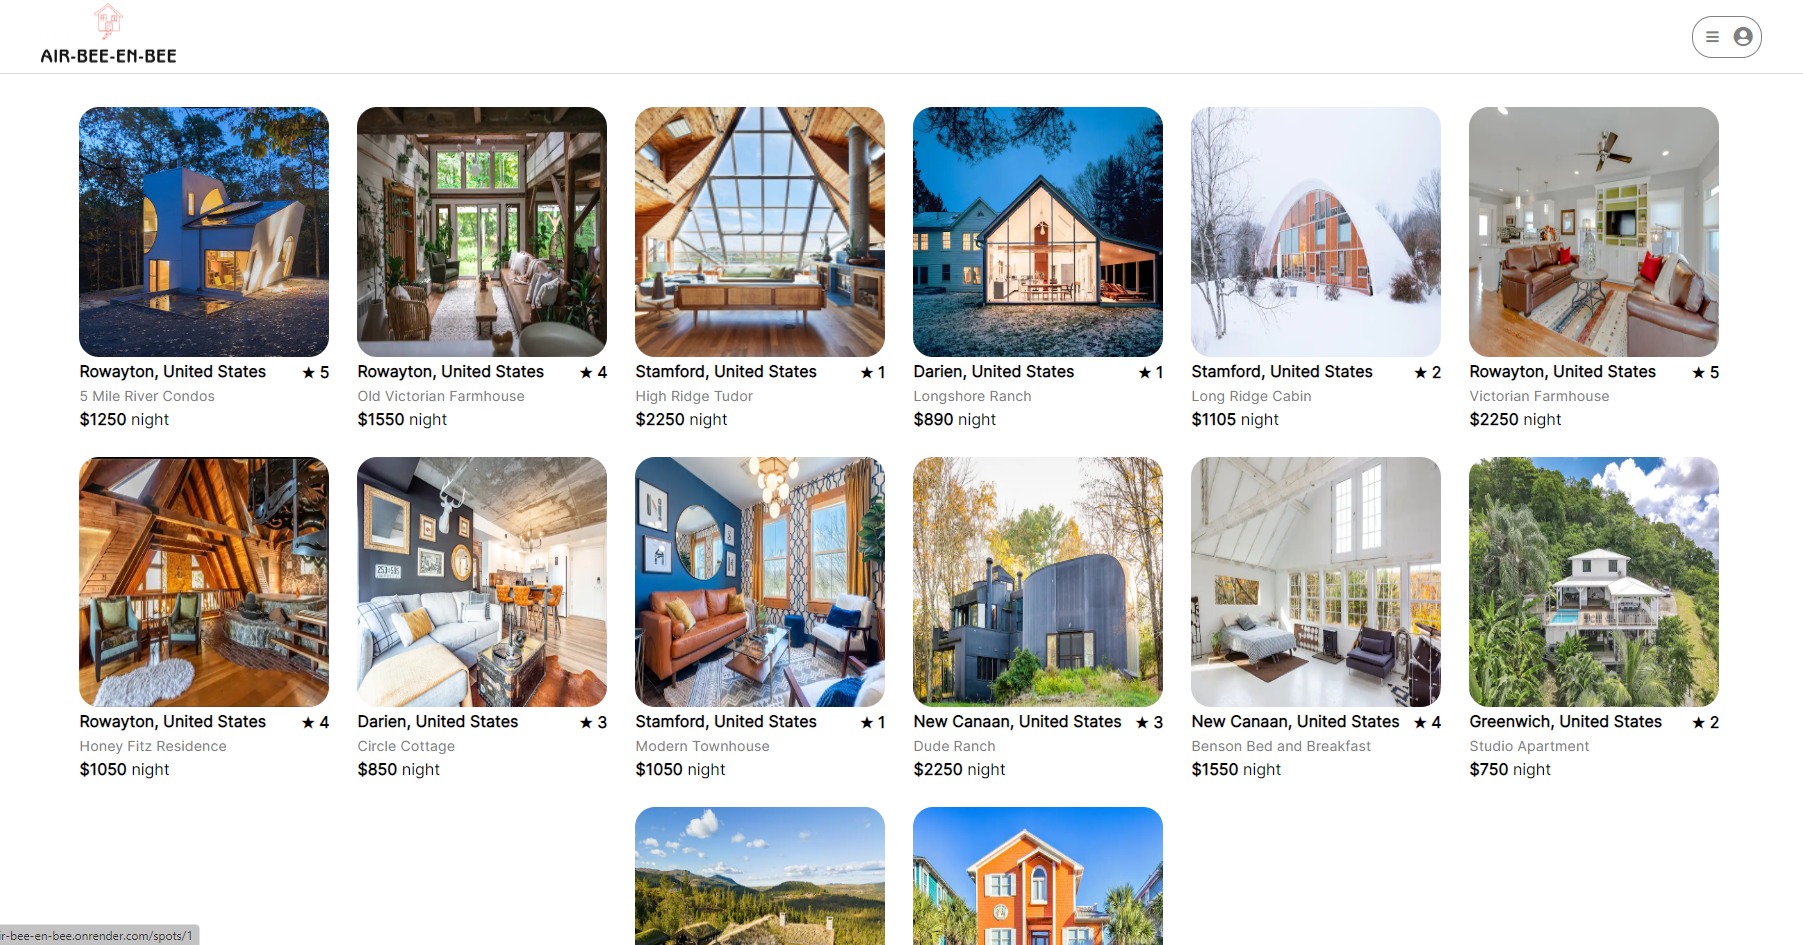 AIR-BEE-EN-BEE
Rowayton, United States ★ 5
5 Mile River Condos
$1250 night
Rowayton, United States ★ 4
Old Victorian Farmhouse
$1550 night
Stamford, United States ★ 1
High Ridge Tudor
$2250 night
Darien, United States ★ 1
Longshore Ranch
$890 night
Stamford, United States ★ 2
Long Ridge Cabin
$1105 night
Rowayton, United States ★ 5
Victorian Farmhouse
$2250 night
Rowayton, United States ★ 4
Honey Fitz Residence
$1050 night
Darien, United States ★ 3
Circle Cottage
$850 night
Stamford, United States ★ 1
Modern Townhouse
$1050 night
New Canaan, United States ★ 3
Dude Ranch
$2250 night
New Canaan, United States ★ 4
Benson Bed and Breakfast
$1550 night
Greenwich, United States ★ 2
Studio Apartment
$750 night
ir-bee-en-bee.onrender.com/spots/1